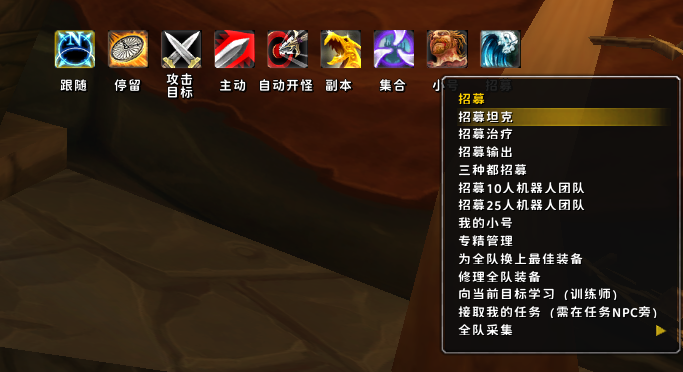 N
跟随 停留 攻击目标 主动 自动开怪 副本 集合 小号 招募
招募
招募坦克
招募治疗
招募输出
三种都招募
招募10人机器人团队
招募25人机器人团队
我的小号
专精管理
为全队换上最佳装备
修理全队装备
向当前目标学习（训练师）
接取我的任务（需在任务NPC旁）
全队采集